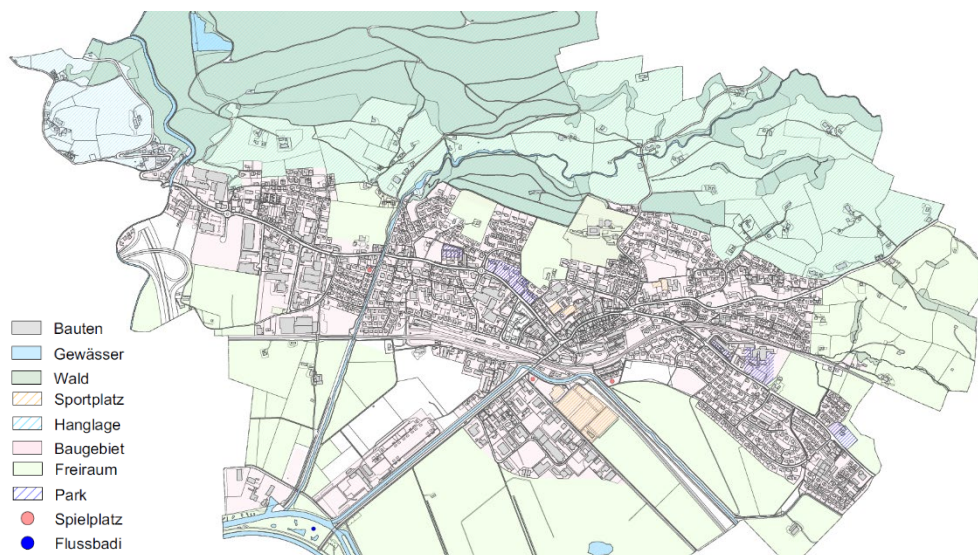 Bauten
Gewässer
Wald
Sportplatz
Hanglage
Baugebiet
Freiraum
Park
Spielplatz
Flussbadi